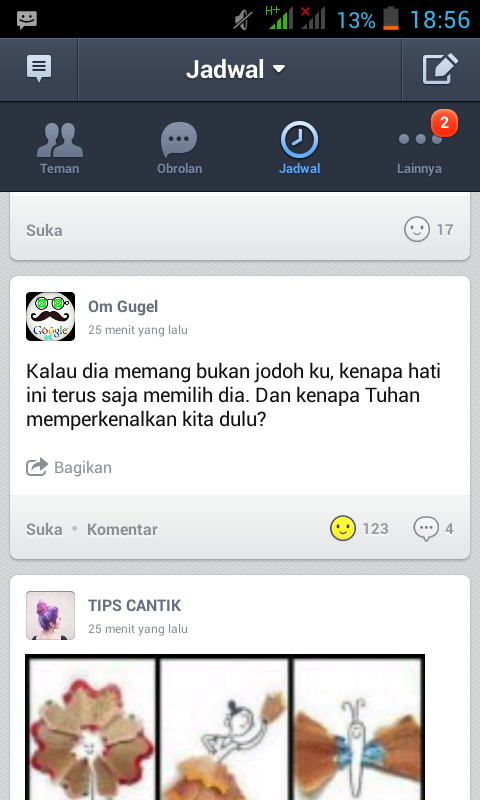 H+
13%
18:56
Jadwal
2
Teman
Obrolan
Jadwal
Lainnya
Suka
17
Google
Om Gugel
25 menit yang lalu
Kalau dia memang bukan jodoh ku, kenapa hati
ini terus saja memilih dia. Dan kenapa Tuhan
memperkenalkan kita dulu?
Bagikan
Suka • Komentar
123
4
TIPS CANTIK
25 menit yang lalu